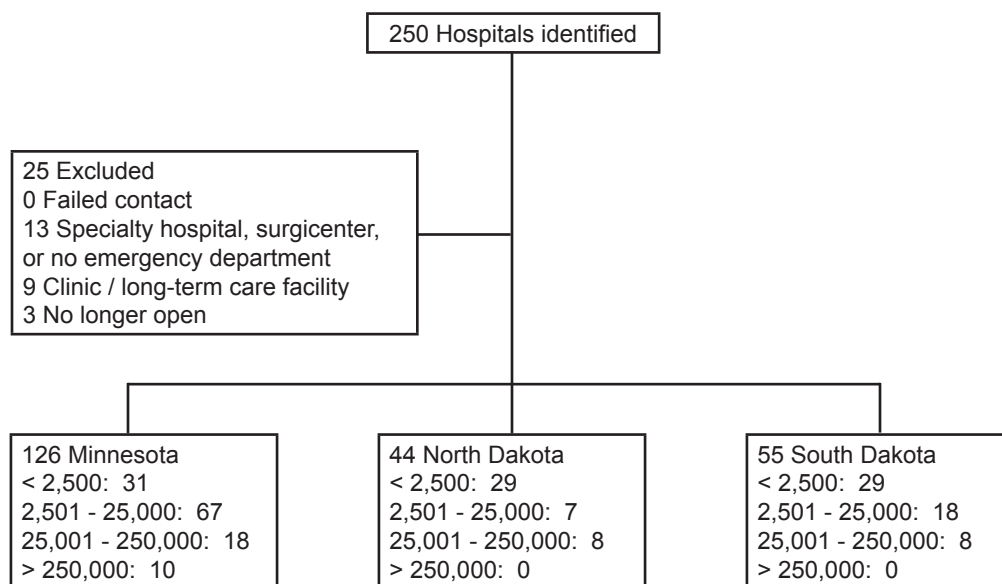 250 Hospitals identified
25 Excluded
0 Failed contact
13 Specialty hospital, surgicenter,
or no emergency department
9 Clinic / long-term care facility
3 No longer open
126 Minnesota
< 2,500: 31
2,501 - 25,000: 67
25,001 - 250,000: 18
> 250,000: 10
44 North Dakota
< 2,500: 29
2,501 - 25,000: 7
25,001 - 250,000: 8
> 250,000: 0
55 South Dakota
< 2,500: 29
2,501 - 25,000: 18
25,001 - 250,000: 8
> 250,000: 0